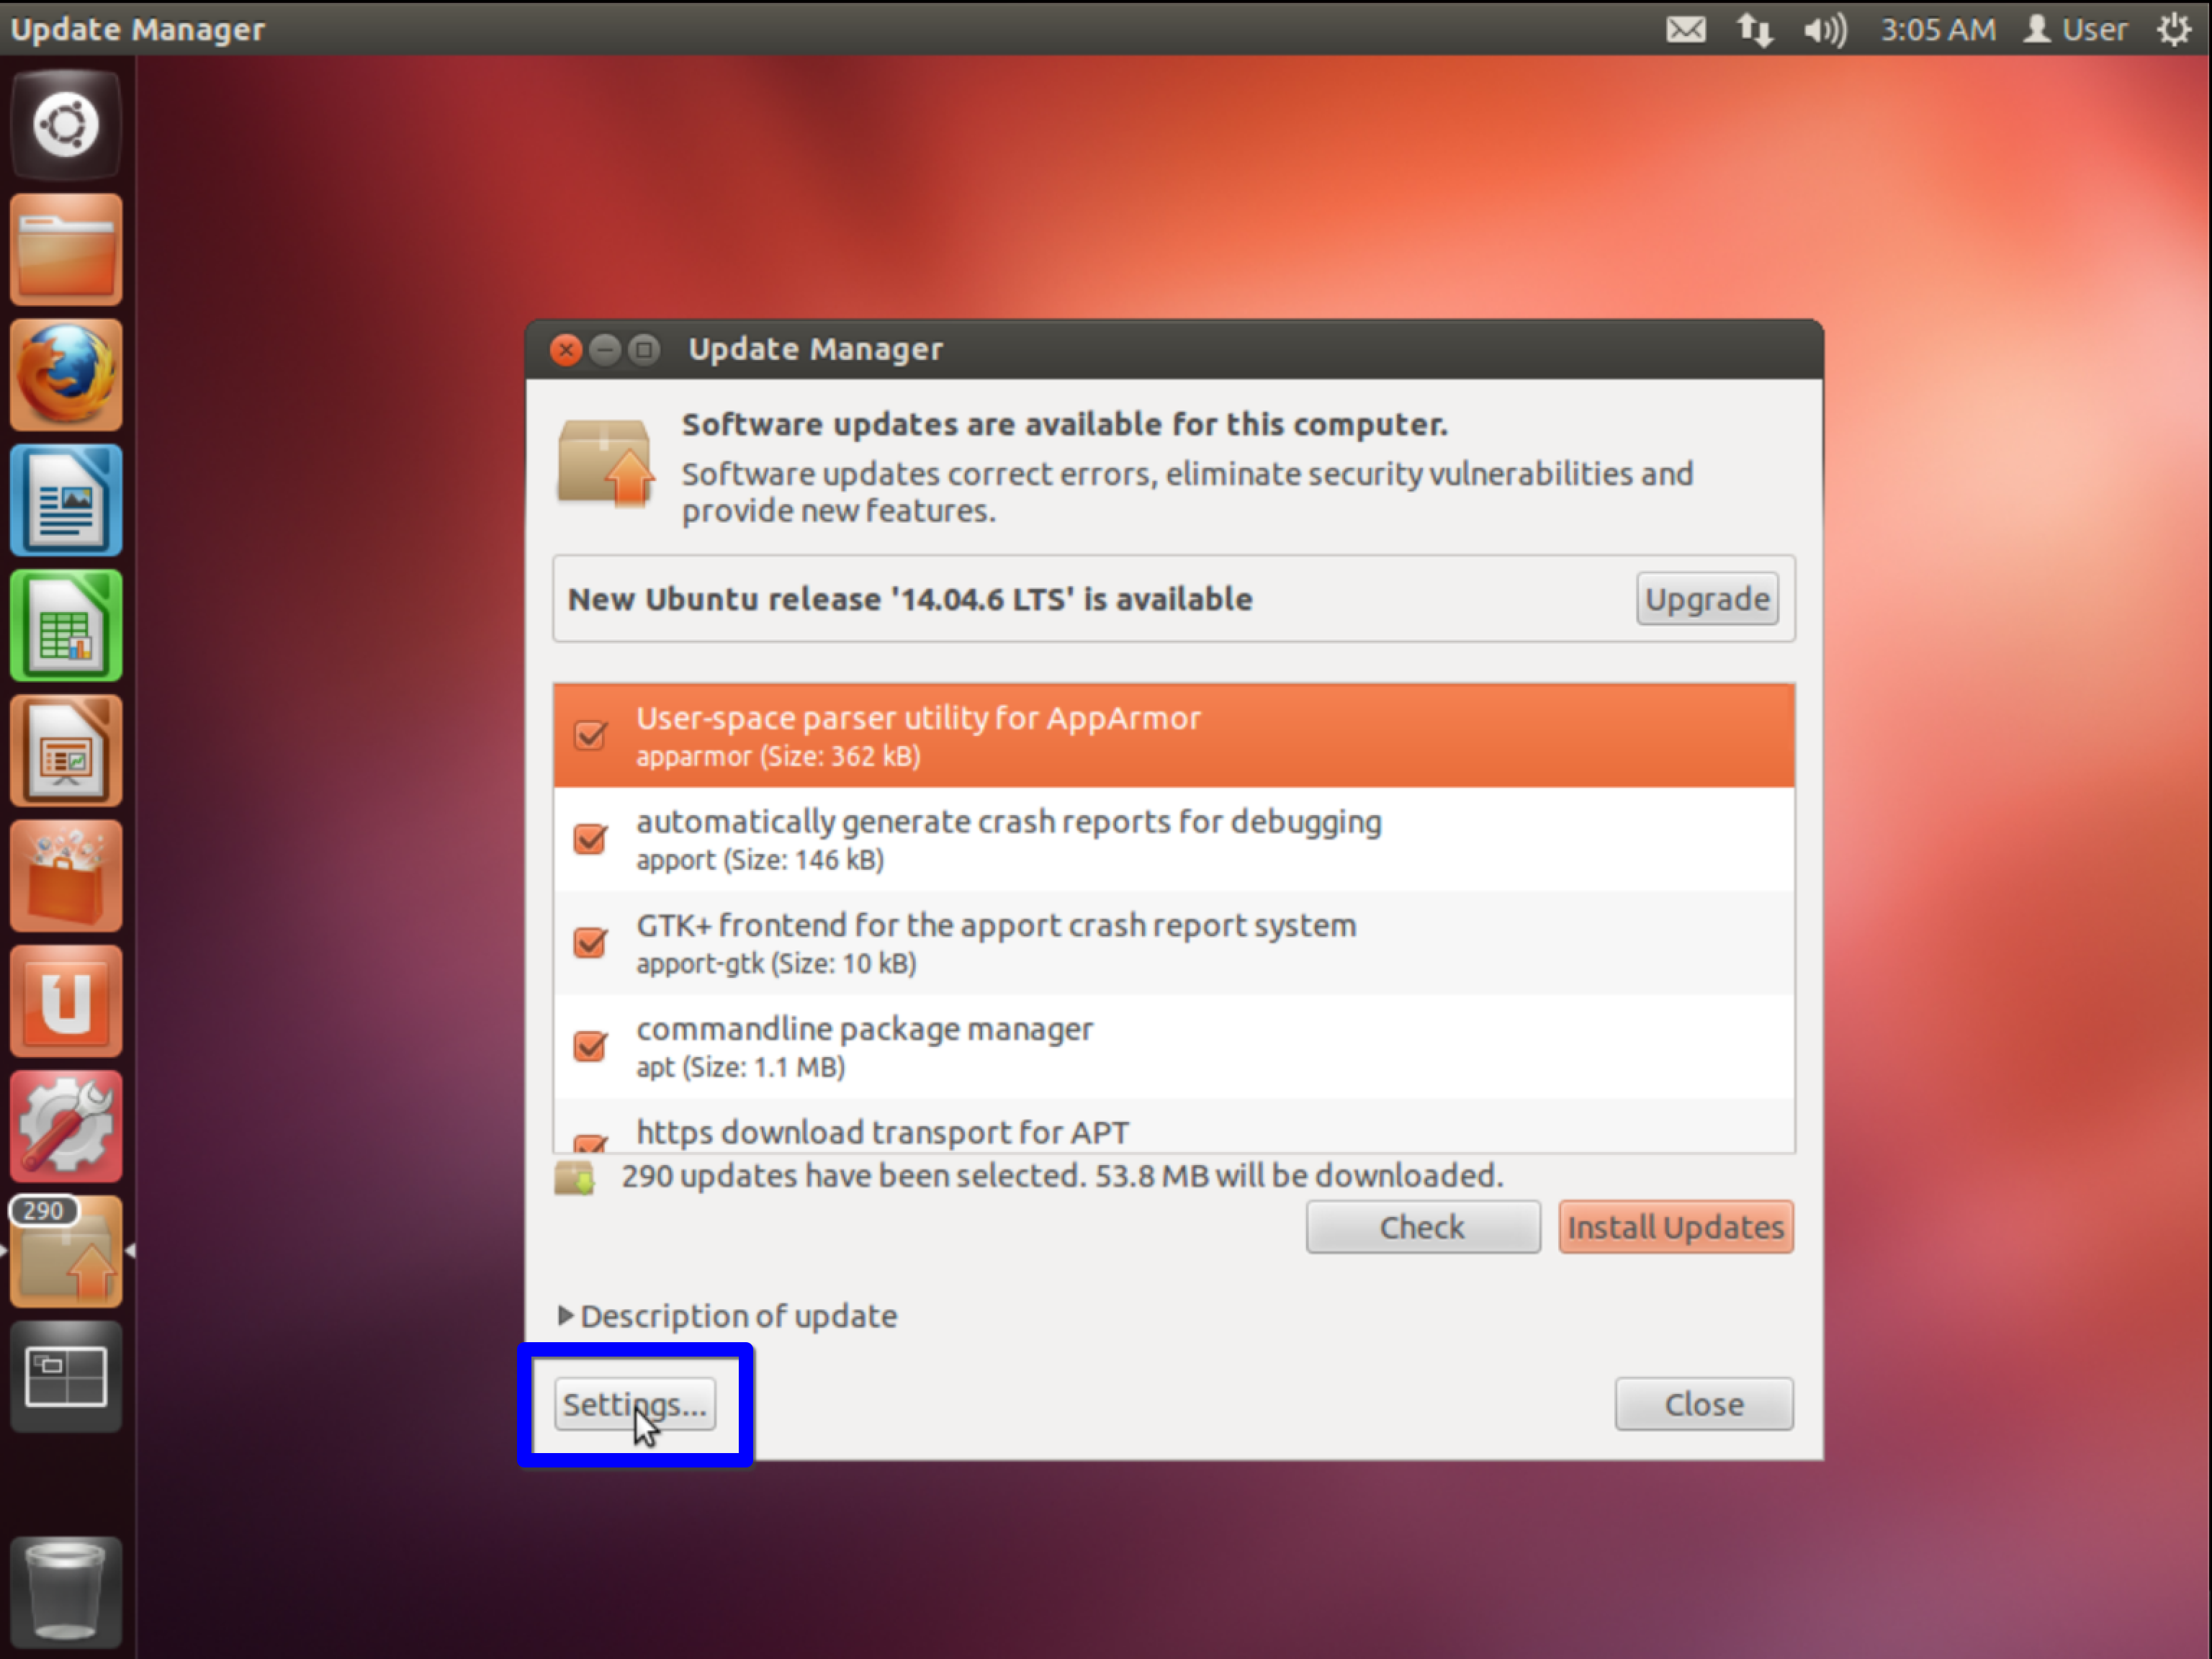 Update Manager
3:05 AM User
Update Manager
Software updates are available for this computer.
Software updates correct errors, eliminate security vulnerabilities and
provide new features.
New Ubuntu release '14.04.6 LTS' is available
Upgrade
User-space parser utility for AppArmor
apparmor (Size: 362 kB)
automatically generate crash reports for debugging
apport (Size: 146 kB)
GTK+ frontend for the apport crash report system
apport-gtk (Size: 10 kB)
commandline package manager
apt (Size: 1.1 MB)
https download transport for APT
290 updates have been selected. 53.8 MB will be downloaded.
290
Check
Install Updates
Description of update
Settings...
Close